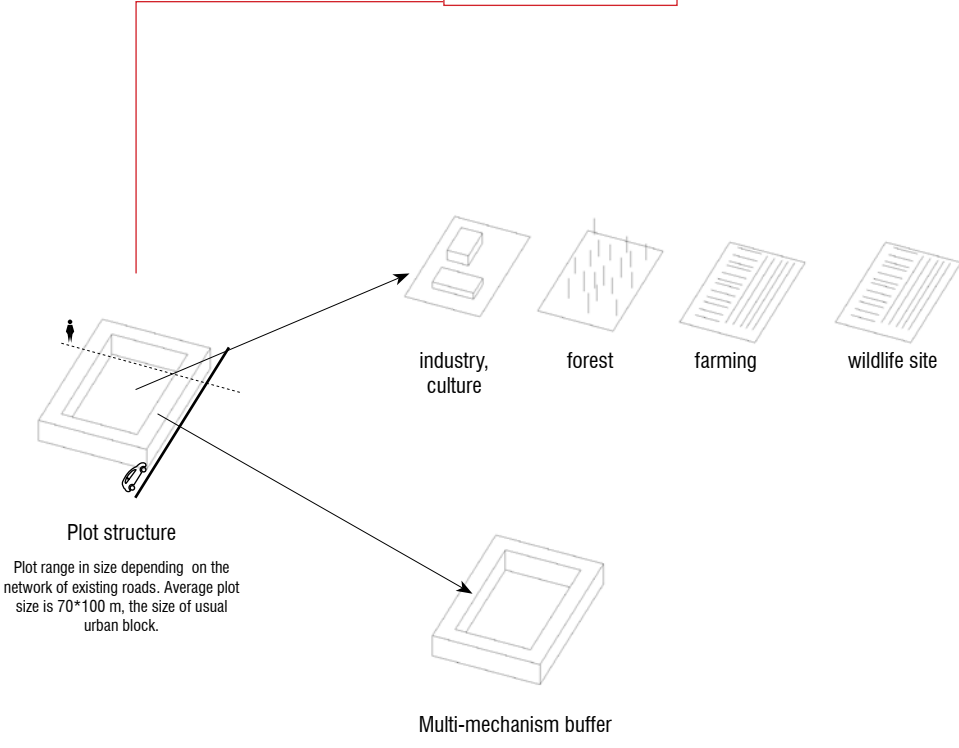 industry,
culture
forest
farming
wildlife site
Plot structure
Plot range in size depending on the
network of existing roads. Average plot
size is 70*100 m, the size of usual
urban block.
Multi-mechanism buffer